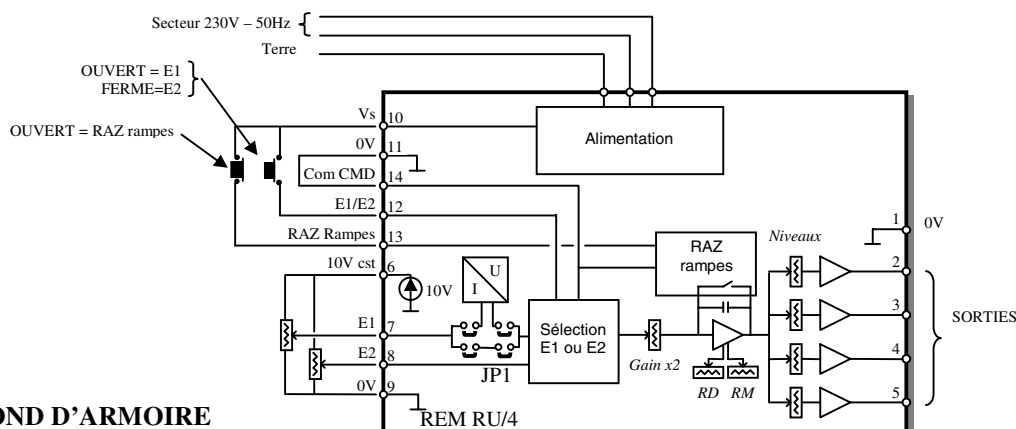 Secteur 230V – 50Hz
Terre
OUVERT = E1
FERME=E2
OUVERT = RAZ rampes
Vs
10
Alimentation
0V
11
Com CMD
14
E1/E2
12
RAZ Rampes
13
1
0V
10V cst
6
10V
U
I
RAZ
rampes
Niveaux
2
3
SORTIES
E1
7
Sélection
E1 ou E2
E2
8
JP1
Gain x2
RD
RM
4
0V
9
5
REM RU/4
OND D'ARMOIRE